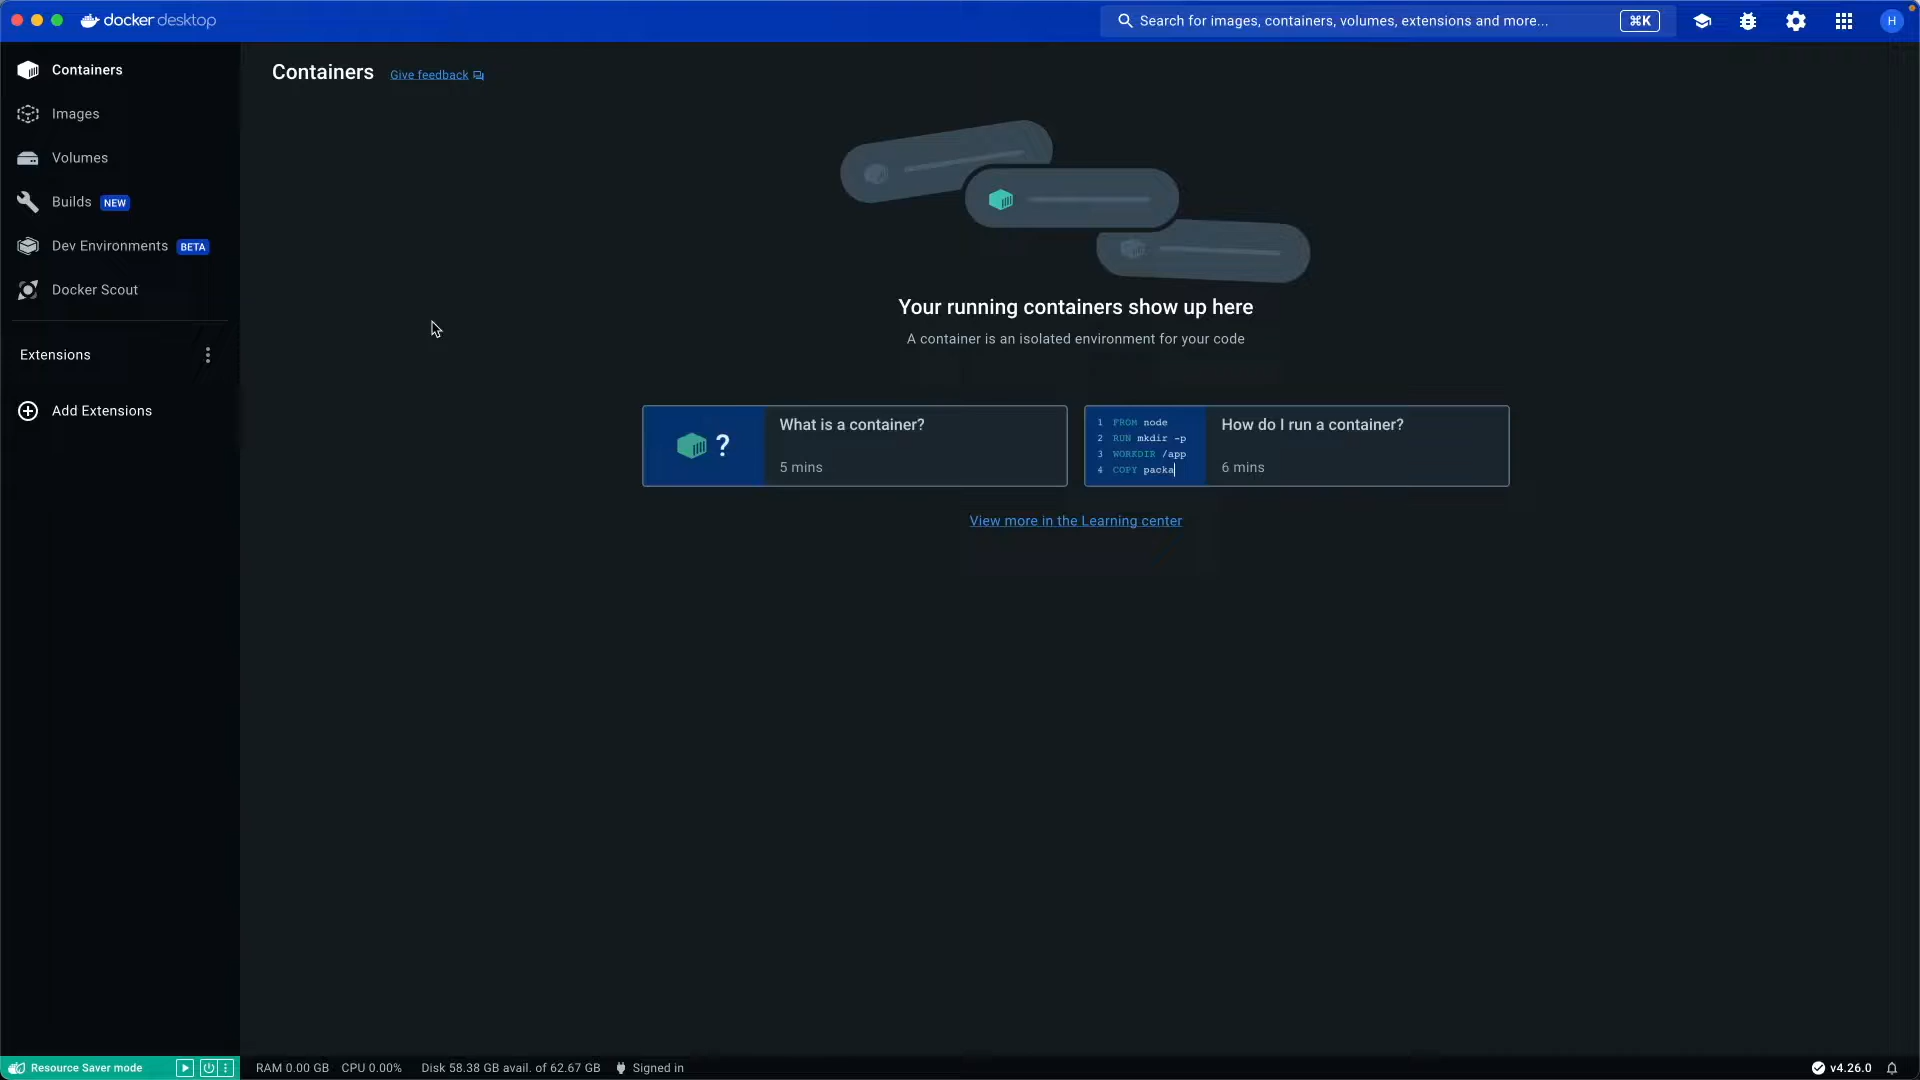 docker desktop
Search for images, containers, volumes, extensions and more...
⌘K
H
Containers
Images
Volumes
Builds NEW
Dev Environments BETA
Docker Scout
Extensions
Add Extensions
Containers
Give feedback
Your running containers show up here
A container is an isolated environment for your code
?
What is a container?
5 mins
1 FROM node
2 RUN mkdir -p
3 WORKDIR /app
4 COPY packa
How do I run a container?
6 mins
View more in the Learning center
Resource Saver mode
RAM 0.00 GB CPU 0.00% Disk 58.38 GB avail. of 62.67 GB Signed in
v4.26.0